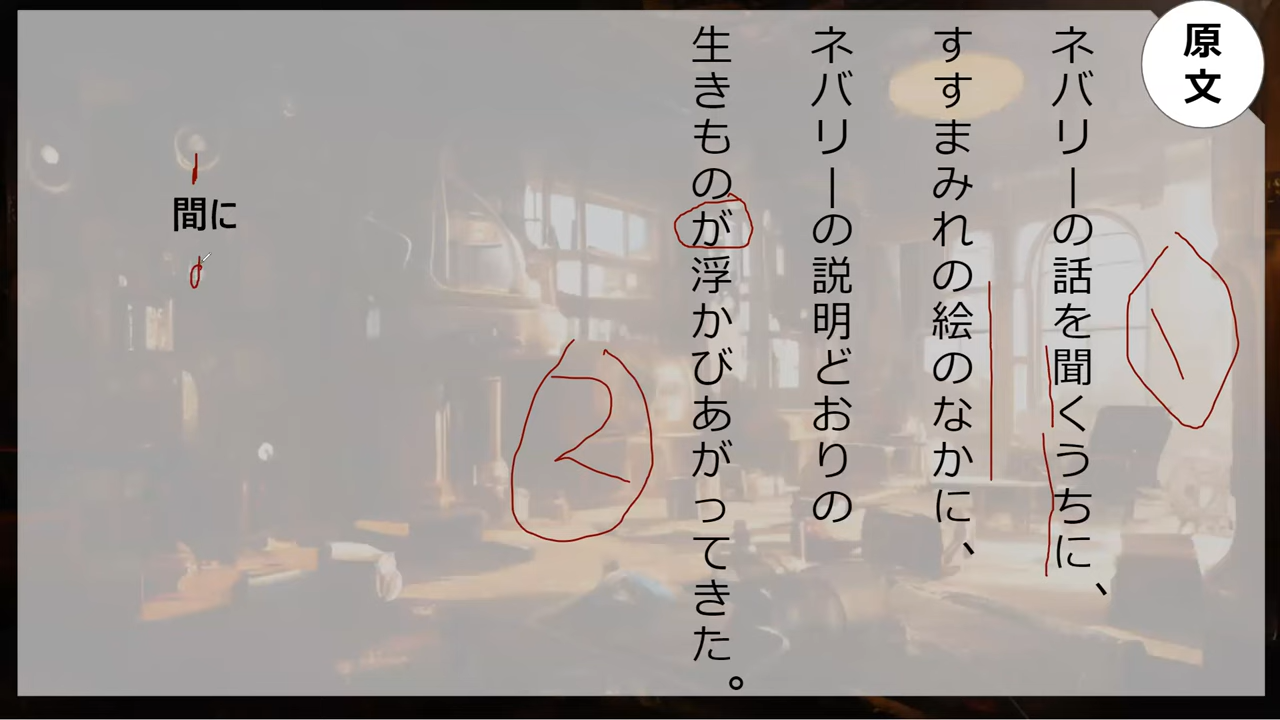 原文
ネバリーの話を聞くうちに、
すすまみれの絵のなかに、
ネバリーの説明どおりの
生きものが浮かびあがってきた。
1
2
間に